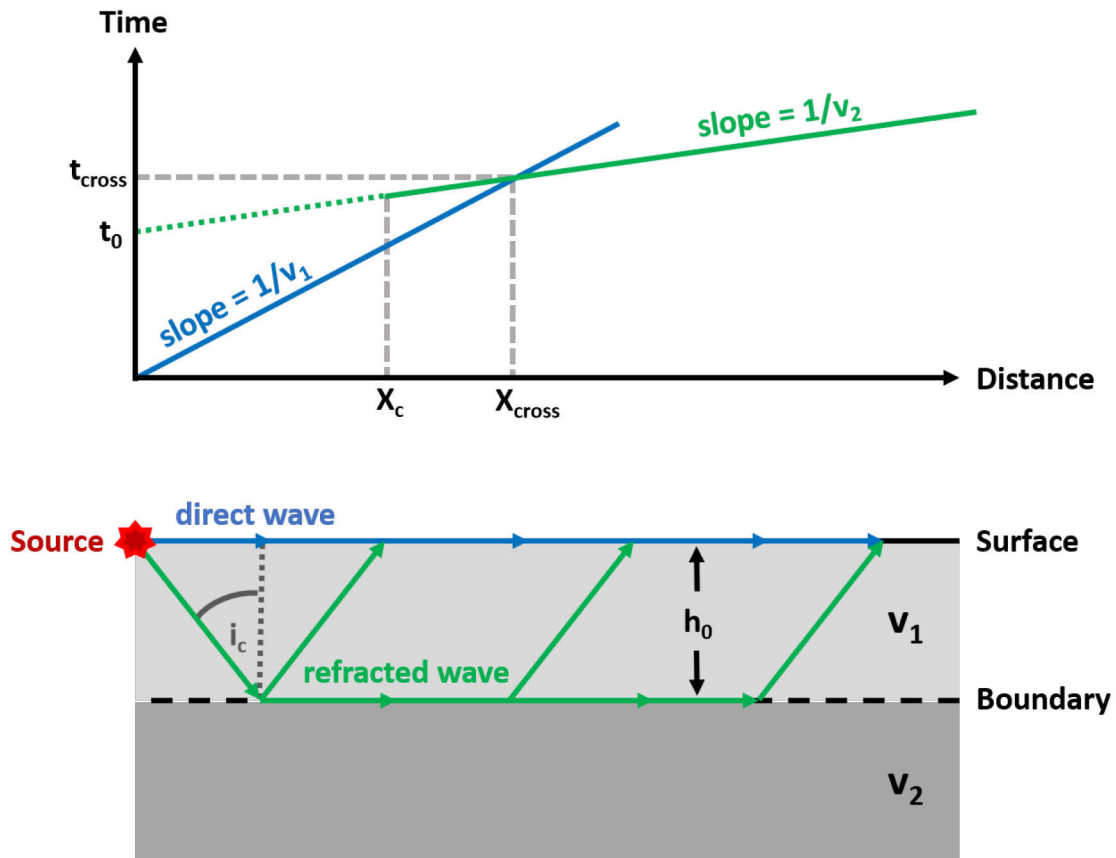 Time
slope = 1/v₂
t_cross
t₀
slope = 1/v₁
Distance
X_c
X_cross
direct wave
Source
Surface
i_c
h₀
v₁
refracted wave
Boundary
v₂